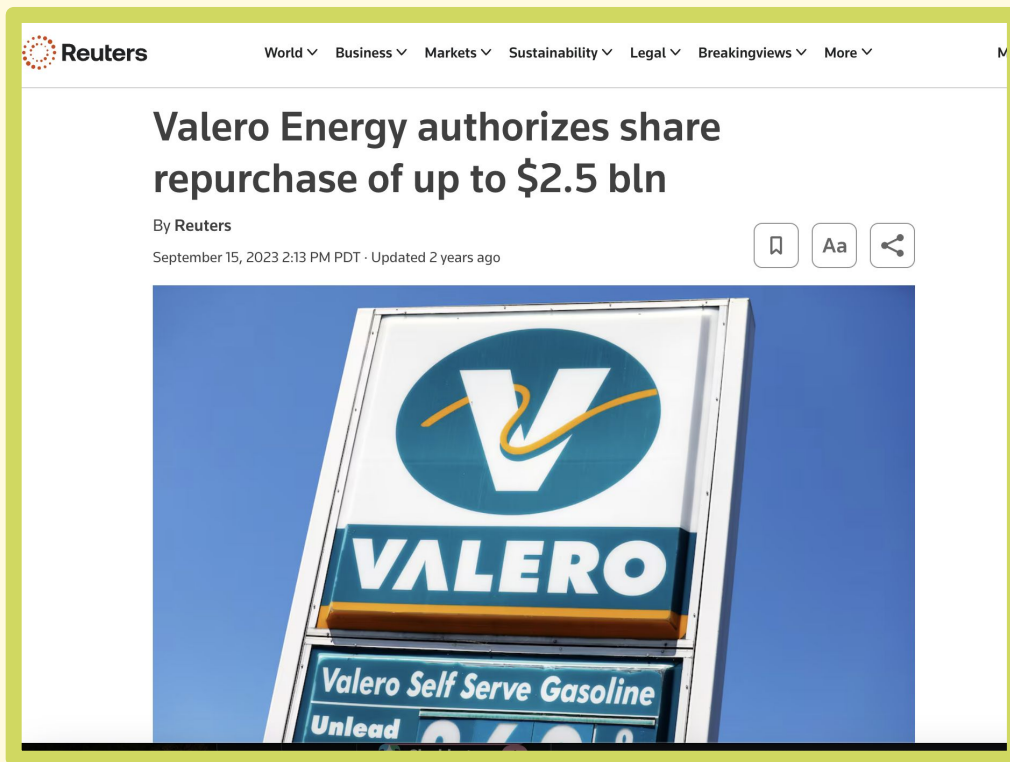 Reuters
World Business Markets Sustainability Legal Breakingviews More
Valero Energy authorizes share
repurchase of up to $2.5 bln
By Reuters
September 15, 2023 2:13 PM PDT · Updated 2 years ago
Aa
V
VALERO
Valero Self Serve Gasoline
Unlead